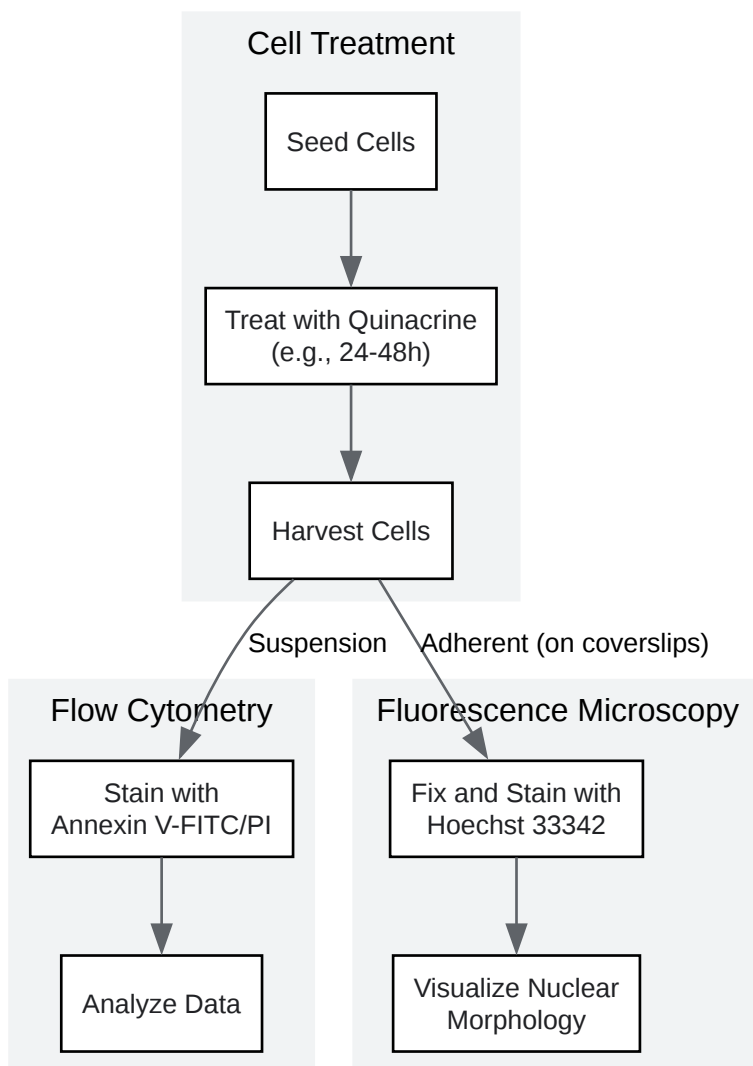 Cell Treatment
Seed Cells
Treat with Quinacrine
(e.g., 24-48h)
Harvest Cells
Suspension
Adherent (on coverslips)
Flow Cytometry
Fluorescence Microscopy
Stain with
Annexin V-FITC/PI
Fix and Stain with
Hoechst 33342
Analyze Data
Visualize Nuclear
Morphology